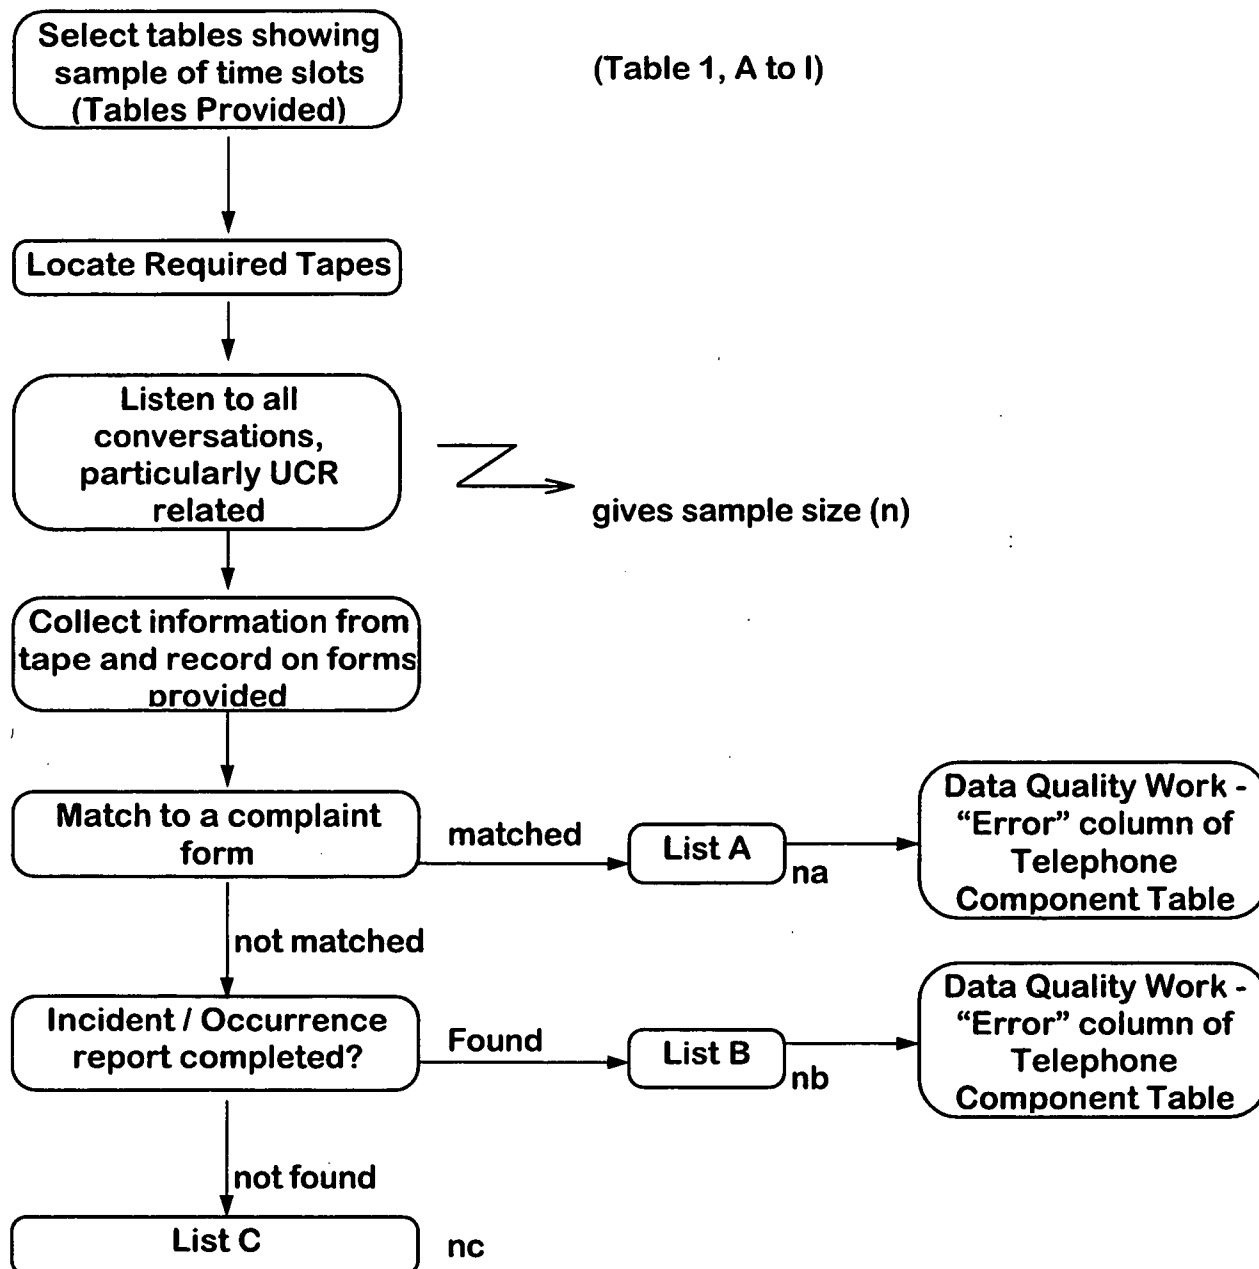 Select tables showing
sample of time slots
(Tables Provided)
(Table 1, A to I)
Locate Required Tapes
Listen to all
conversations,
particularly UCR
related
gives sample size (n)
Collect information from
tape and record on forms
provided
Match to a complaint
form
matched
List A
na
Data Quality Work -
“Error” column of
Telephone
Component Table
not matched
Incident / Occurrence
report completed?
Found
List B
nb
Data Quality Work -
“Error” column of
Telephone
Component Table
not found
List C
nc